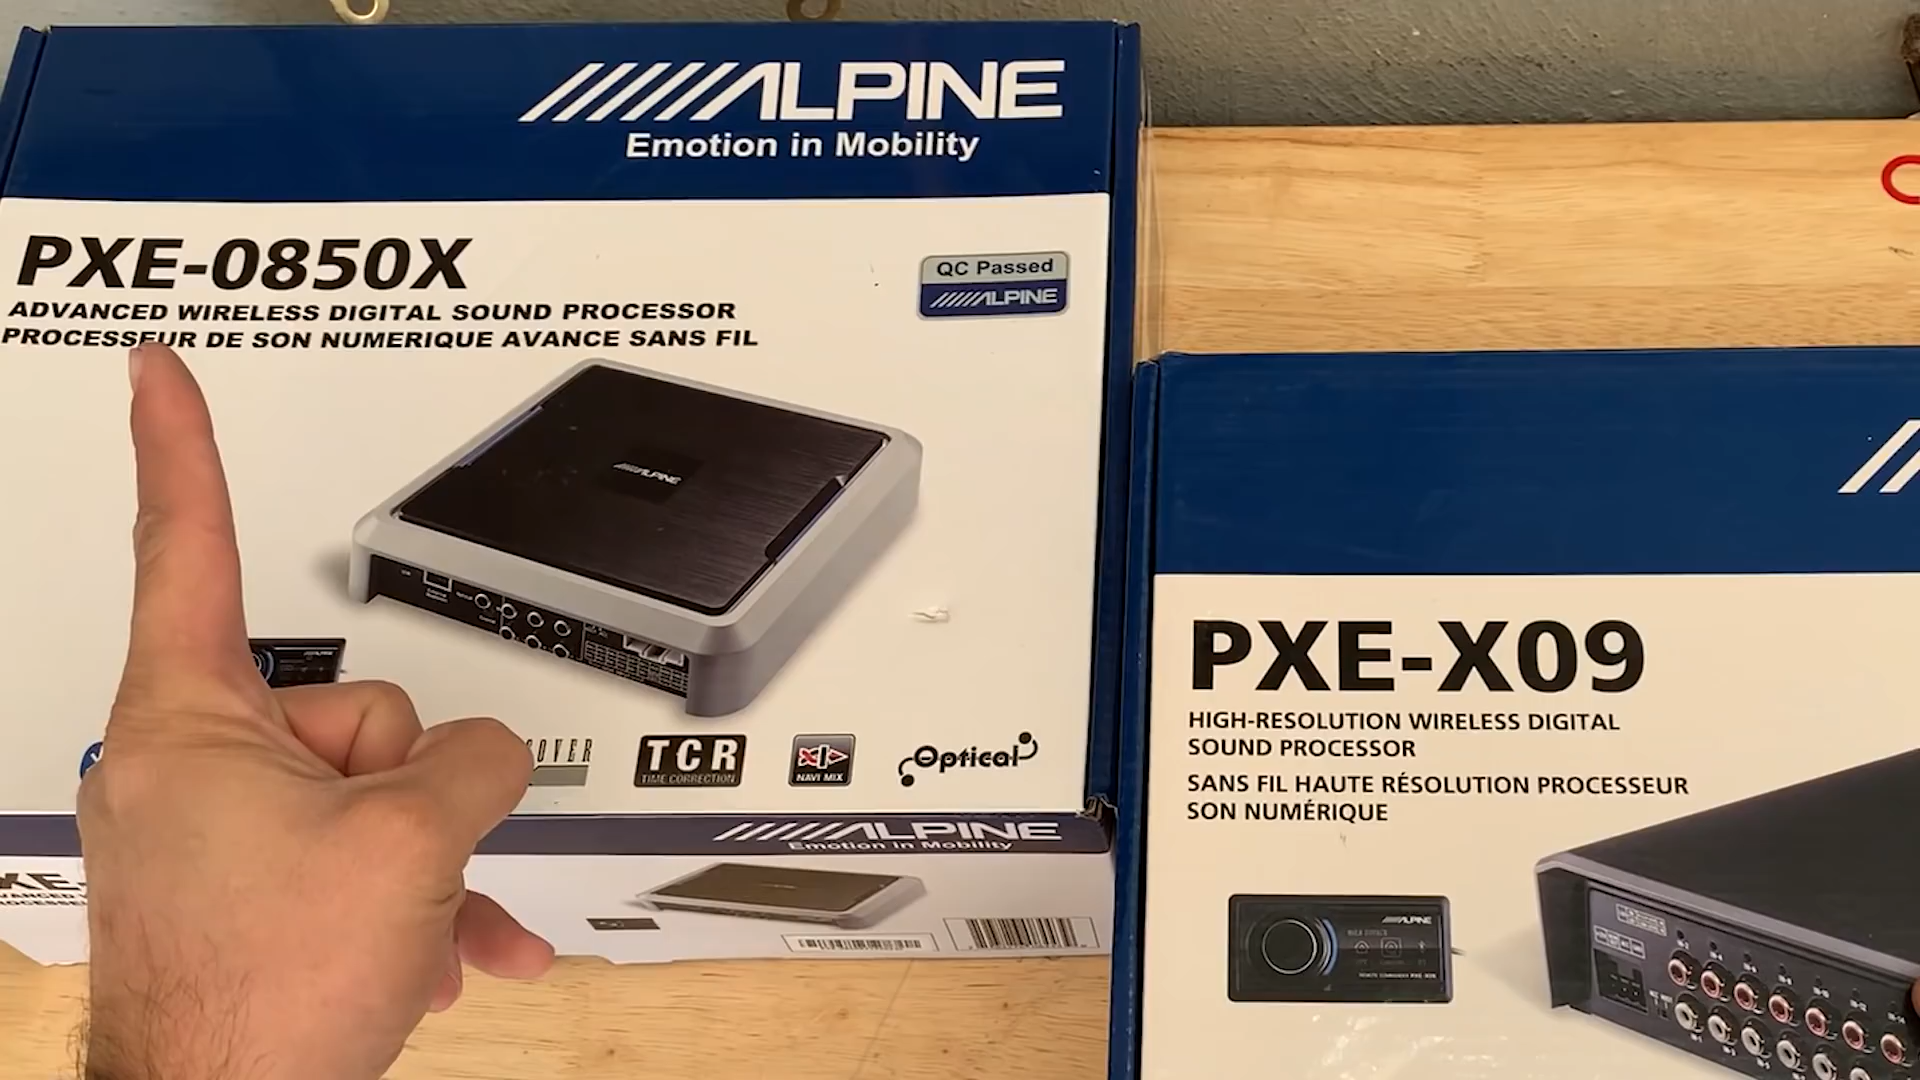 ALPINE
Emotion in Mobility
PXE-0850X
ADVANCED WIRELESS DIGITAL SOUND PROCESSOR
PROCESSEUR DE SON NUMERIQUE AVANCE SANS FIL
QC Passed
ALPINE
ALPINE
OVER
TCR
TIME CORRECTION
NAVI MIX
Optical
ALPINE
Emotion in Mobility
PXE-X09
HIGH-RESOLUTION WIRELESS DIGITAL
SOUND PROCESSOR
SANS FIL HAUTE RÉSOLUTION PROCESSEUR
SON NUMÉRIQUE
ALPINE